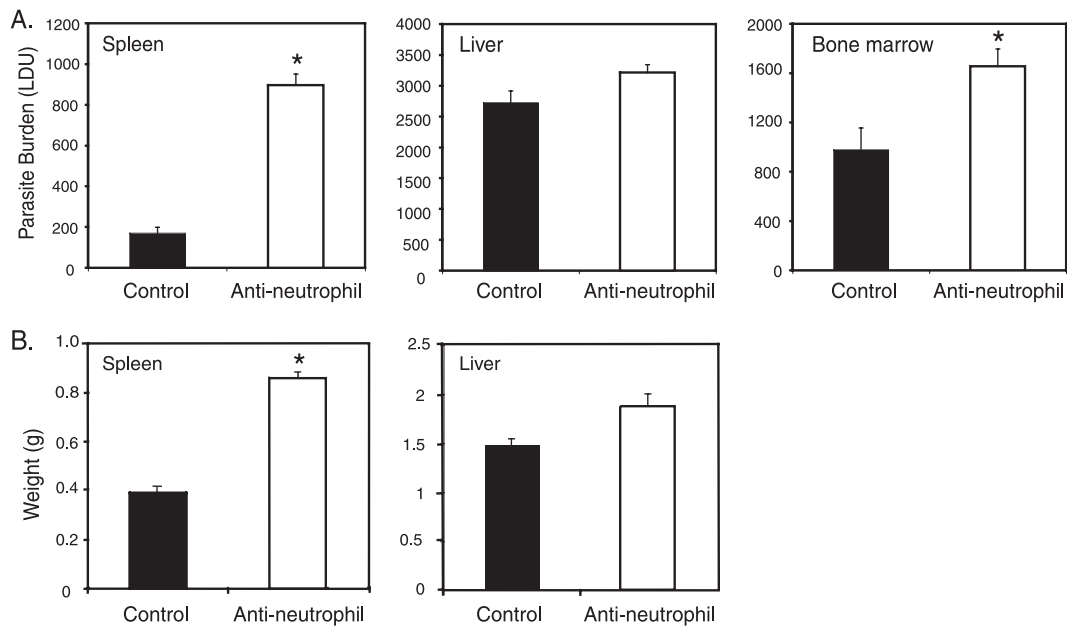 A.
Parasite Burden (LDU)
1200
1000
800
600
400
200
0
Spleen
*
Control Anti-neutrophil
4000
3500
3000
2500
2000
1500
1000
500
0
Liver
Control Anti-neutrophil
2000
1600
1200
800
400
0
Bone marrow
*
Control Anti-neutrophil
B.
Weight (g)
1.0
0.8
0.6
0.4
0.2
0
Spleen
*
Control Anti-neutrophil
2.5
2
1.5
1
0.5
0
Liver
Control Anti-neutrophil